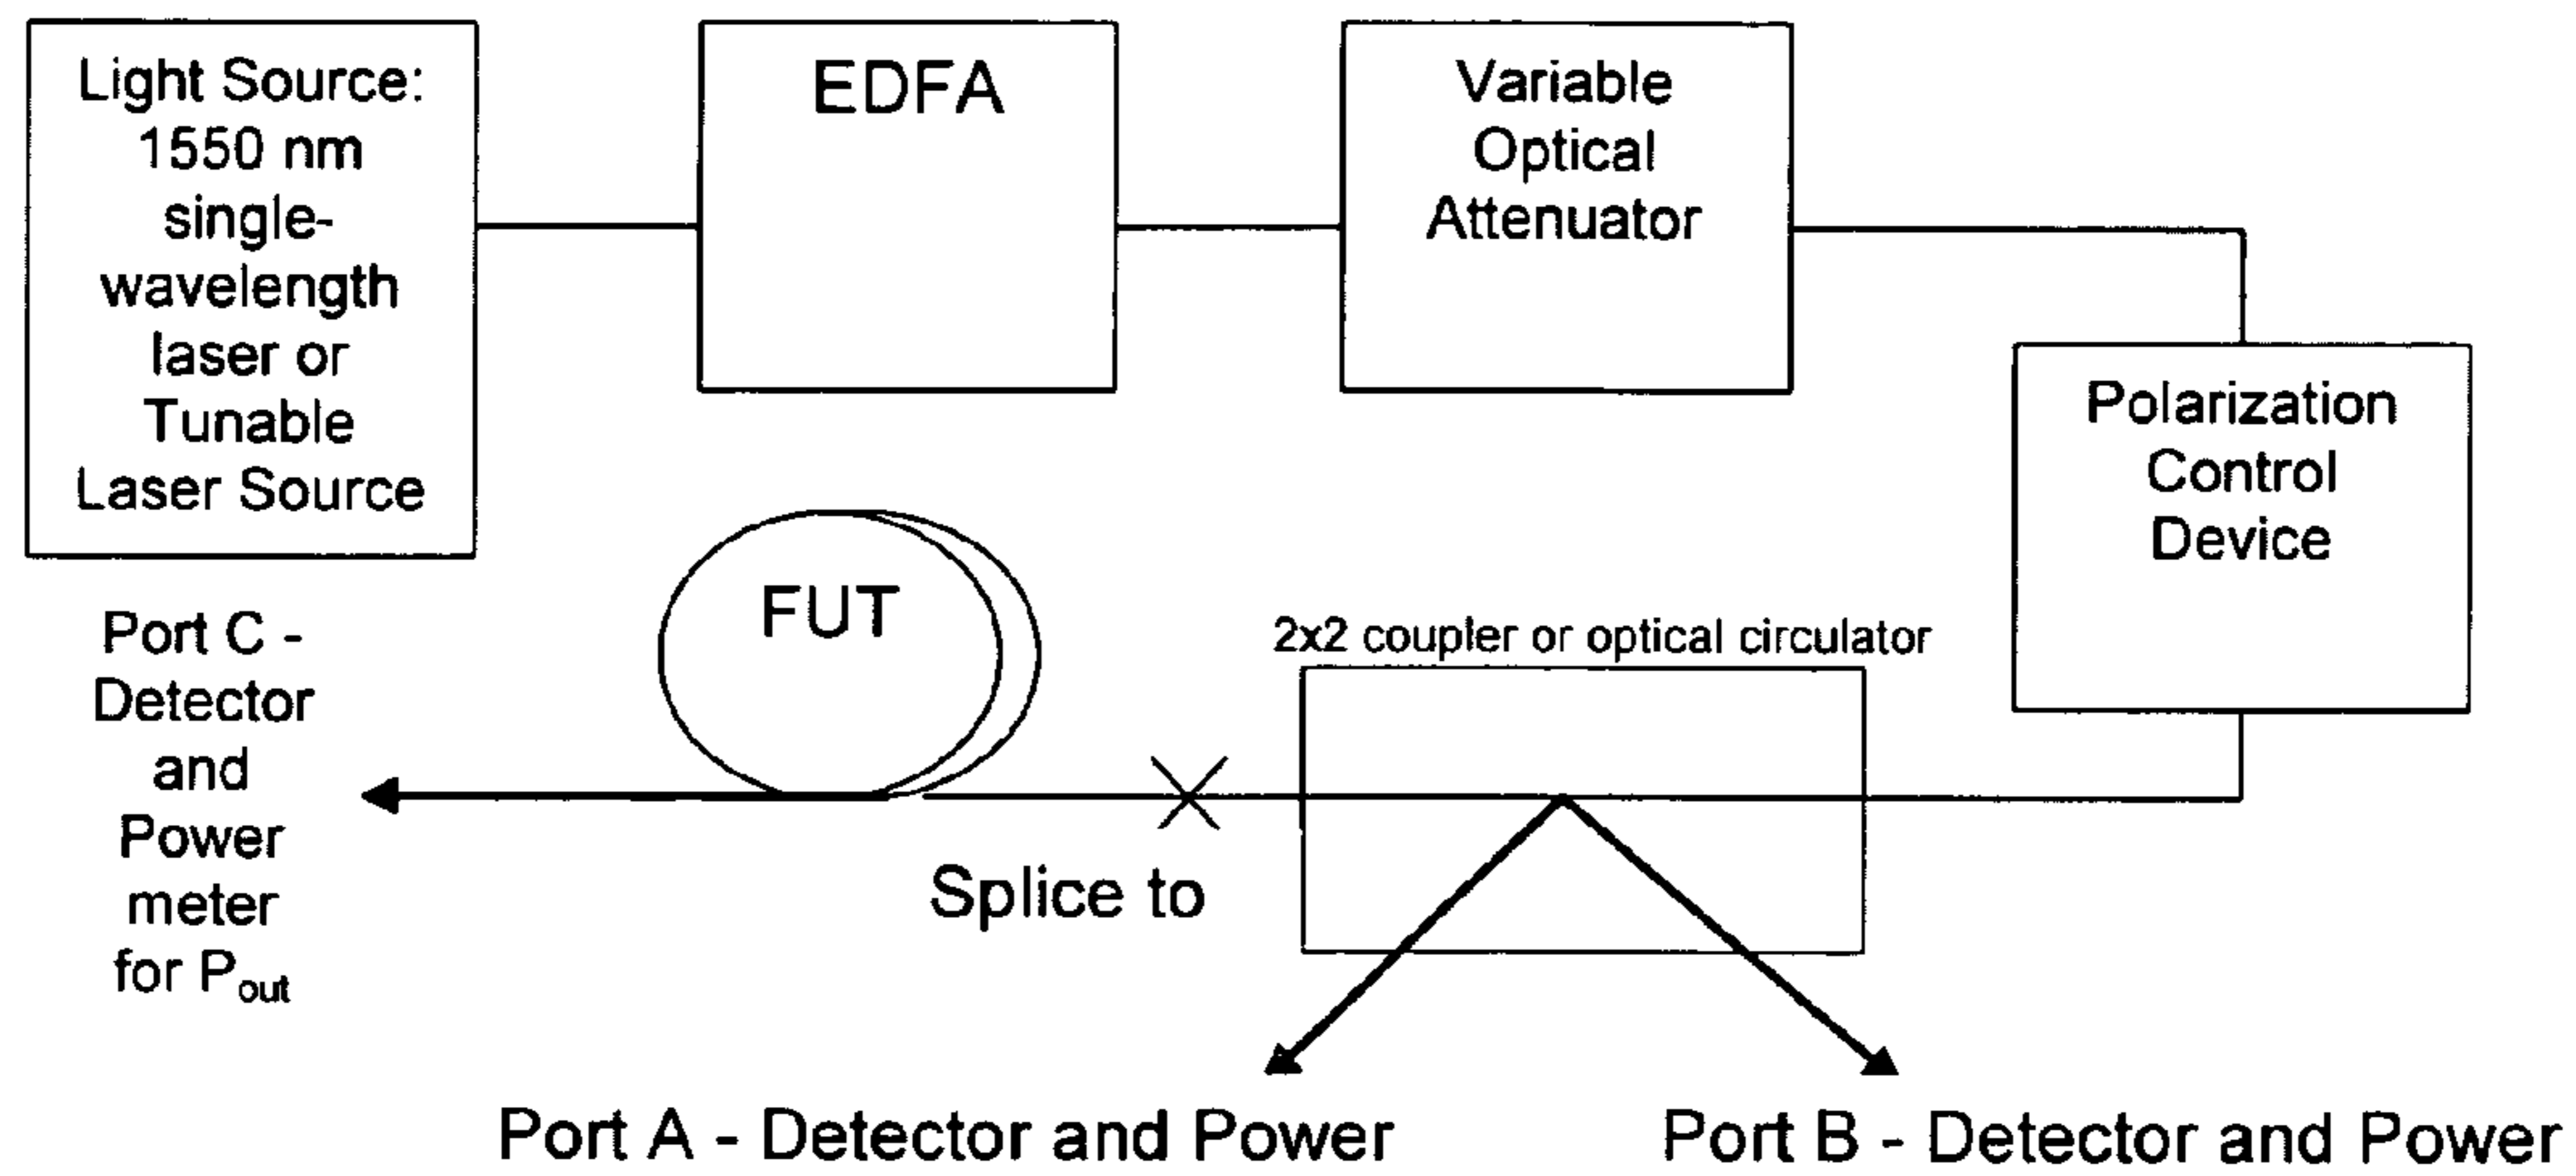 Light Source:
1550 nm
single-
wavelength
laser or
Tunable
Laser Source
EDFA
Variable
Optical
Attenuator
Polarization
Control
Device
FUT
2x2 coupler or optical circulator
Port C -
Detector
and
Power
meter
for Pout
Splice to
Port A - Detector and Power
Port B - Detector and Power